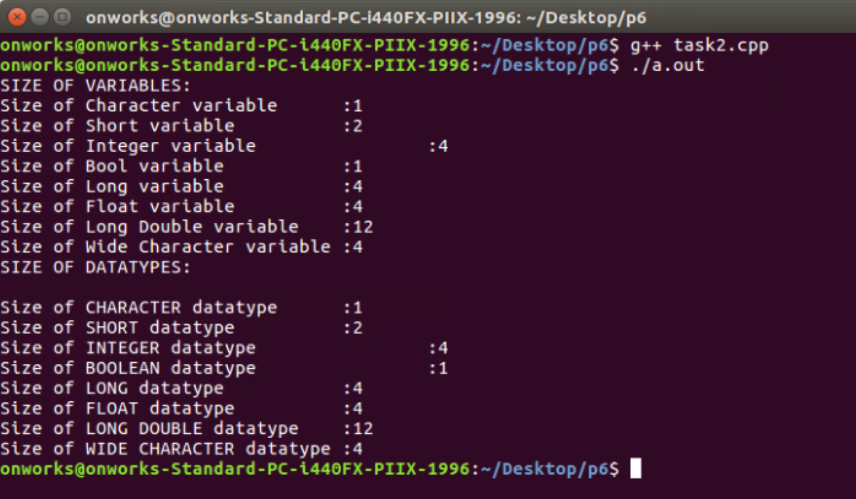 onworks@onworks-Standard-PC-i440FX-PIIX-1996: ~/Desktop/p6
onworks@onworks-Standard-PC-i440FX-PIIX-1996:~/Desktop/p6$ g++ task2.cpp
onworks@onworks-Standard-PC-i440FX-PIIX-1996:~/Desktop/p6$ ./a.out
SIZE OF VARIABLES:
Size of Character variable      :1
Size of Short variable          :2
Size of Integer variable                :4
Size of Bool variable           :1
Size of Long variable           :4
Size of Float variable          :4
Size of Long Double variable    :12
Size of Wide Character variable :4
SIZE OF DATATYPES:

Size of CHARACTER datatype      :1
Size of SHORT datatype          :2
Size of INTEGER datatype                :4
Size of BOOLEAN datatype                :1
Size of LONG datatype           :4
Size of FLOAT datatype          :4
Size of LONG DOUBLE datatype    :12
Size of WIDE CHARACTER datatype :4
onworks@onworks-Standard-PC-i440FX-PIIX-1996:~/Desktop/p6$